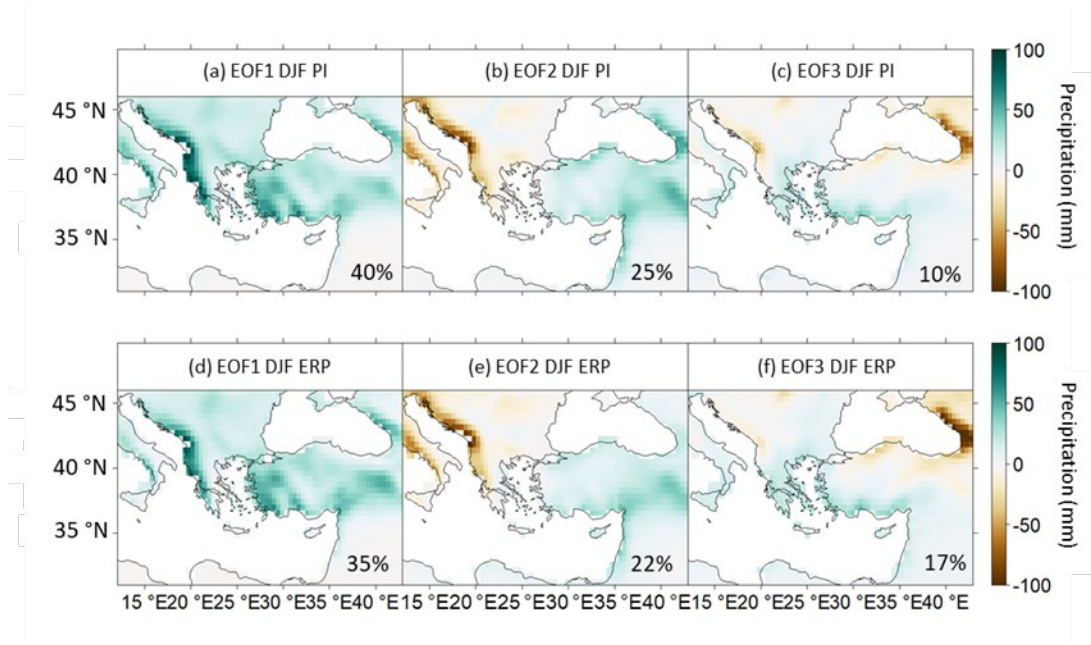 (a) EOF1 DJF PI
(b) EOF2 DJF PI
(c) EOF3 DJF PI
45 °N
40 °N
35 °N
40%
25%
10%
100
50
0
-50
-100
Precipitation (mm)
(d) EOF1 DJF ERP
(e) EOF2 DJF ERP
(f) EOF3 DJF ERP
45 °N
40 °N
35 °N
35%
22%
17%
100
50
0
-50
-100
Precipitation (mm)
15 °E20 °E25 °E30 °E35 °E40 °E15 °E20 °E25 °E30 °E35 °E40 °E15 °E20 °E25 °E30 °E35 °E40 °E